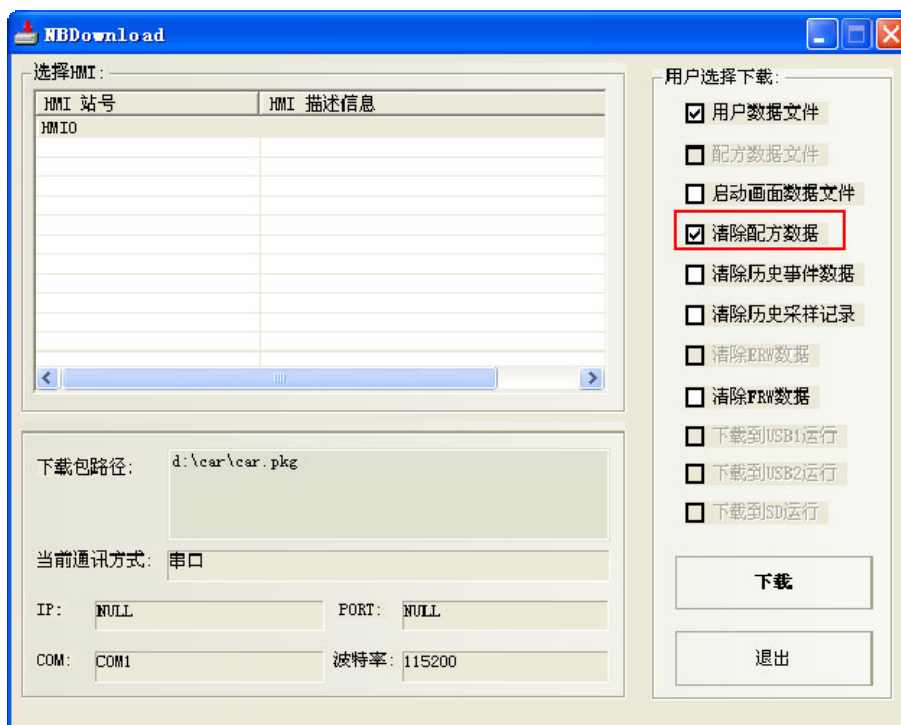 NBDownload
选择HMI:
HMI 站号 HMI 描述信息
HMI0
下载包路径: d:\car\car.pkg
当前通讯方式: 串口
IP: NULL PORT: NULL
COM: COM1 波特率: 115200
用户选择下载:
用户数据文件
配方数据文件
启动画面数据文件
清除配方数据
清除历史事件数据
清除历史采样记录
清除ERW数据
清除FRW数据
下载到USB1运行
下载到USB2运行
下载到SD运行
下载
退出